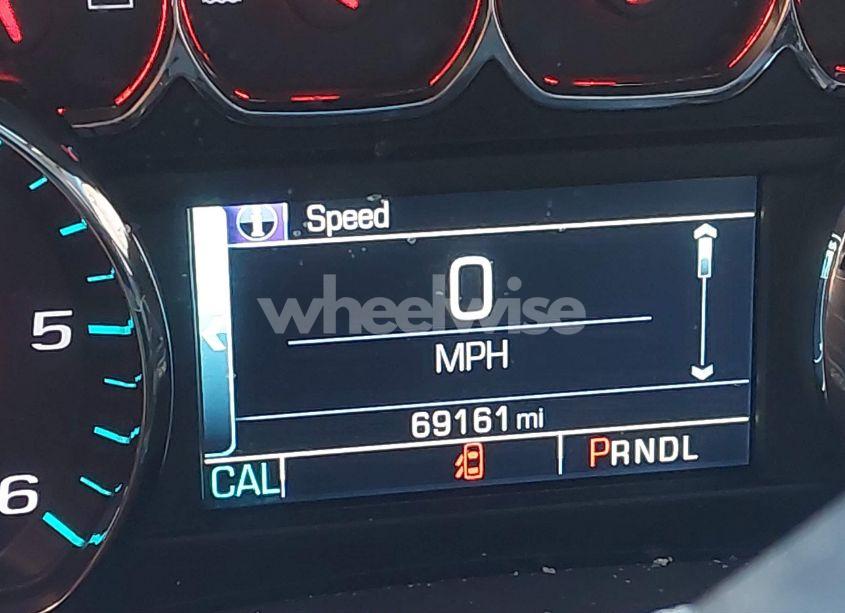 Speed
0
wheelwise
5
MPH
69161 mi
6
CAL
PRNDL